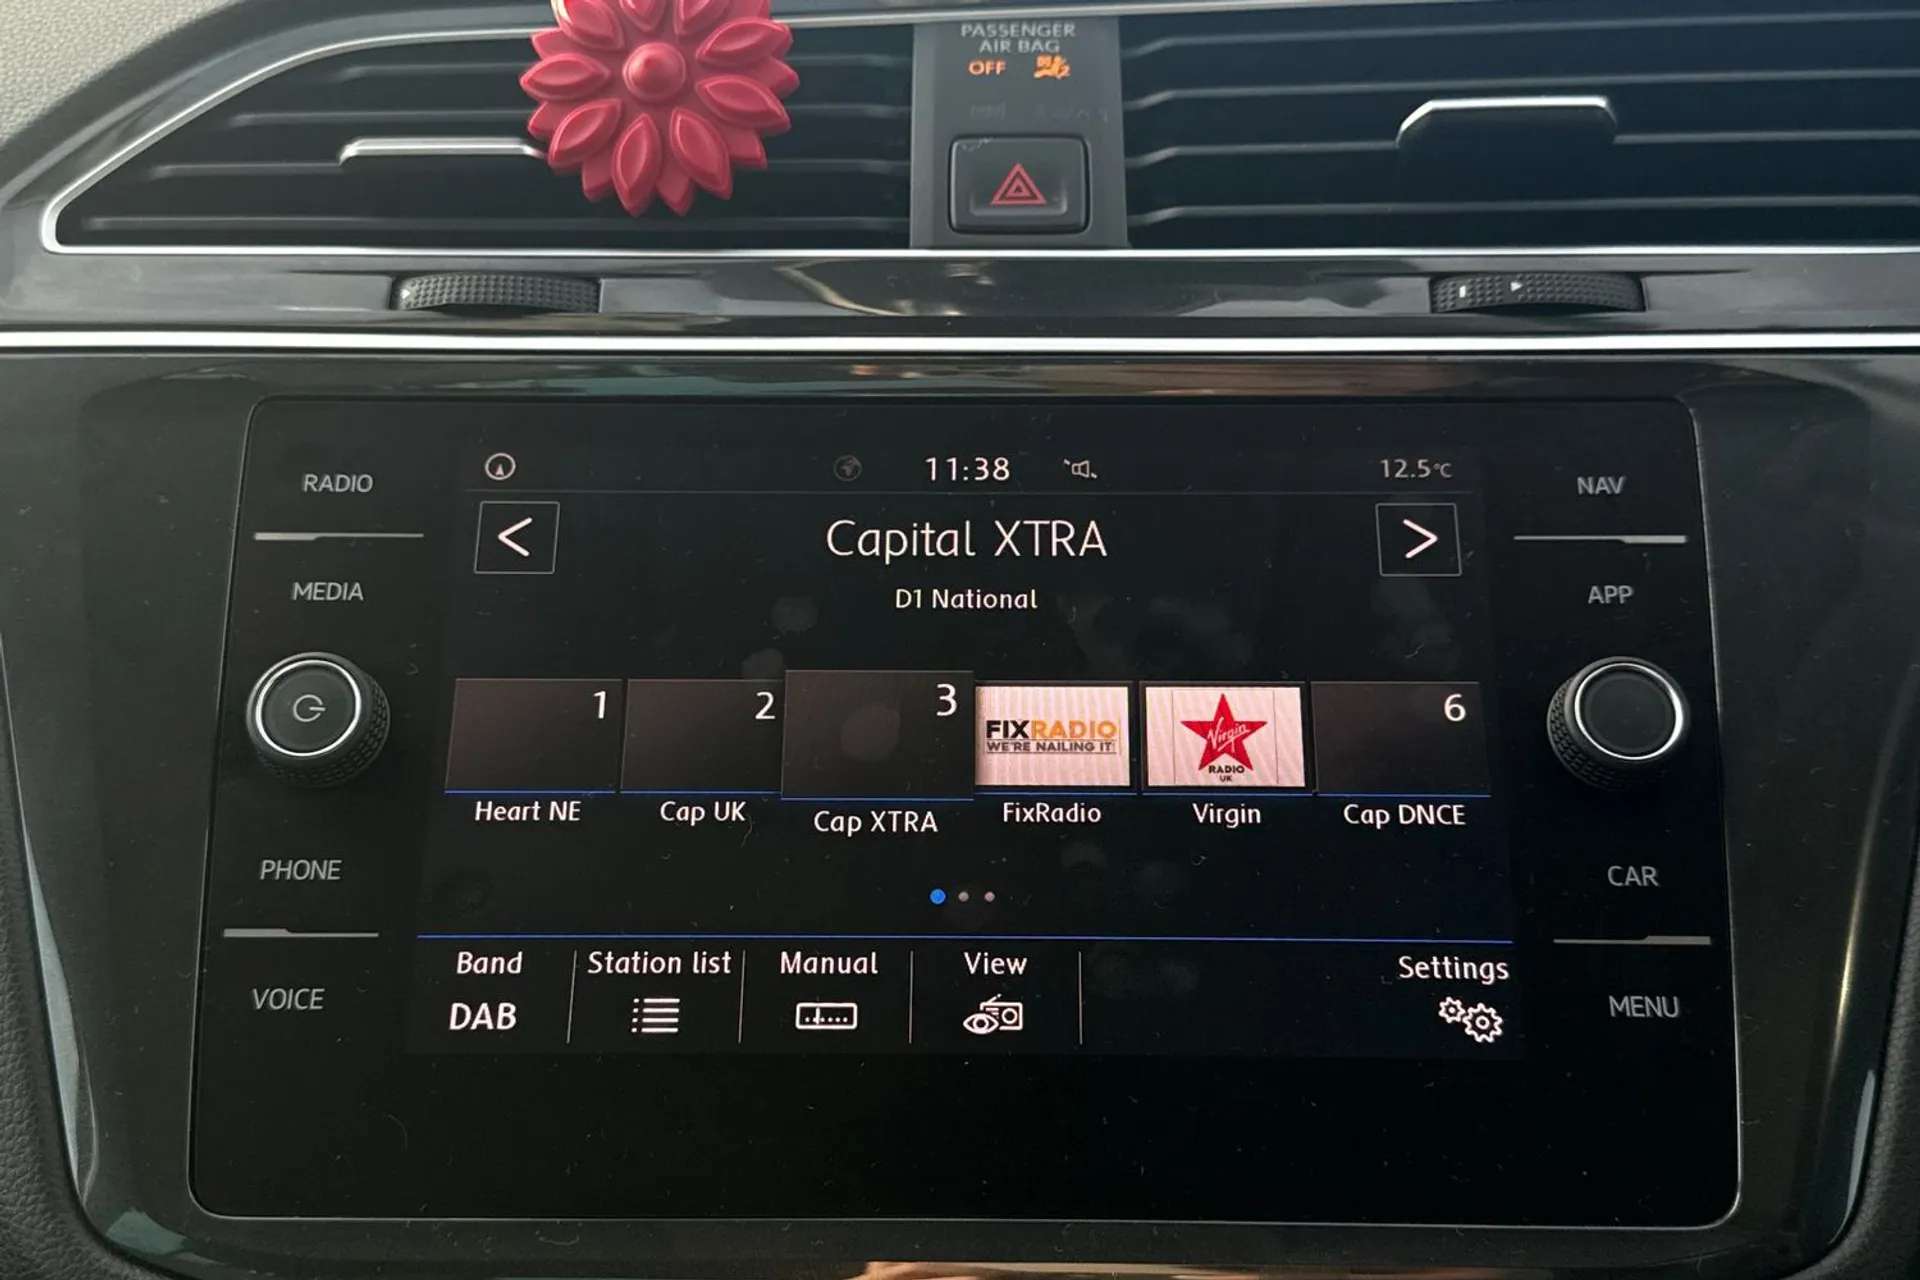 PASSENGER
AIR BAG
OFF
RADIO
MEDIA
PHONE
VOICE
11:38
12.5°C
<
Capital XTRA
>
D1 National
1
2
3
FIXRADIO
WE'RE NAILING IT!
Virgin
RADIO
UK
6
Heart NE
Cap UK
Cap XTRA
FixRadio
Virgin
Cap DNCE
Band
DAB
Station list
Manual
View
Settings
NAV
APP
CAR
MENU